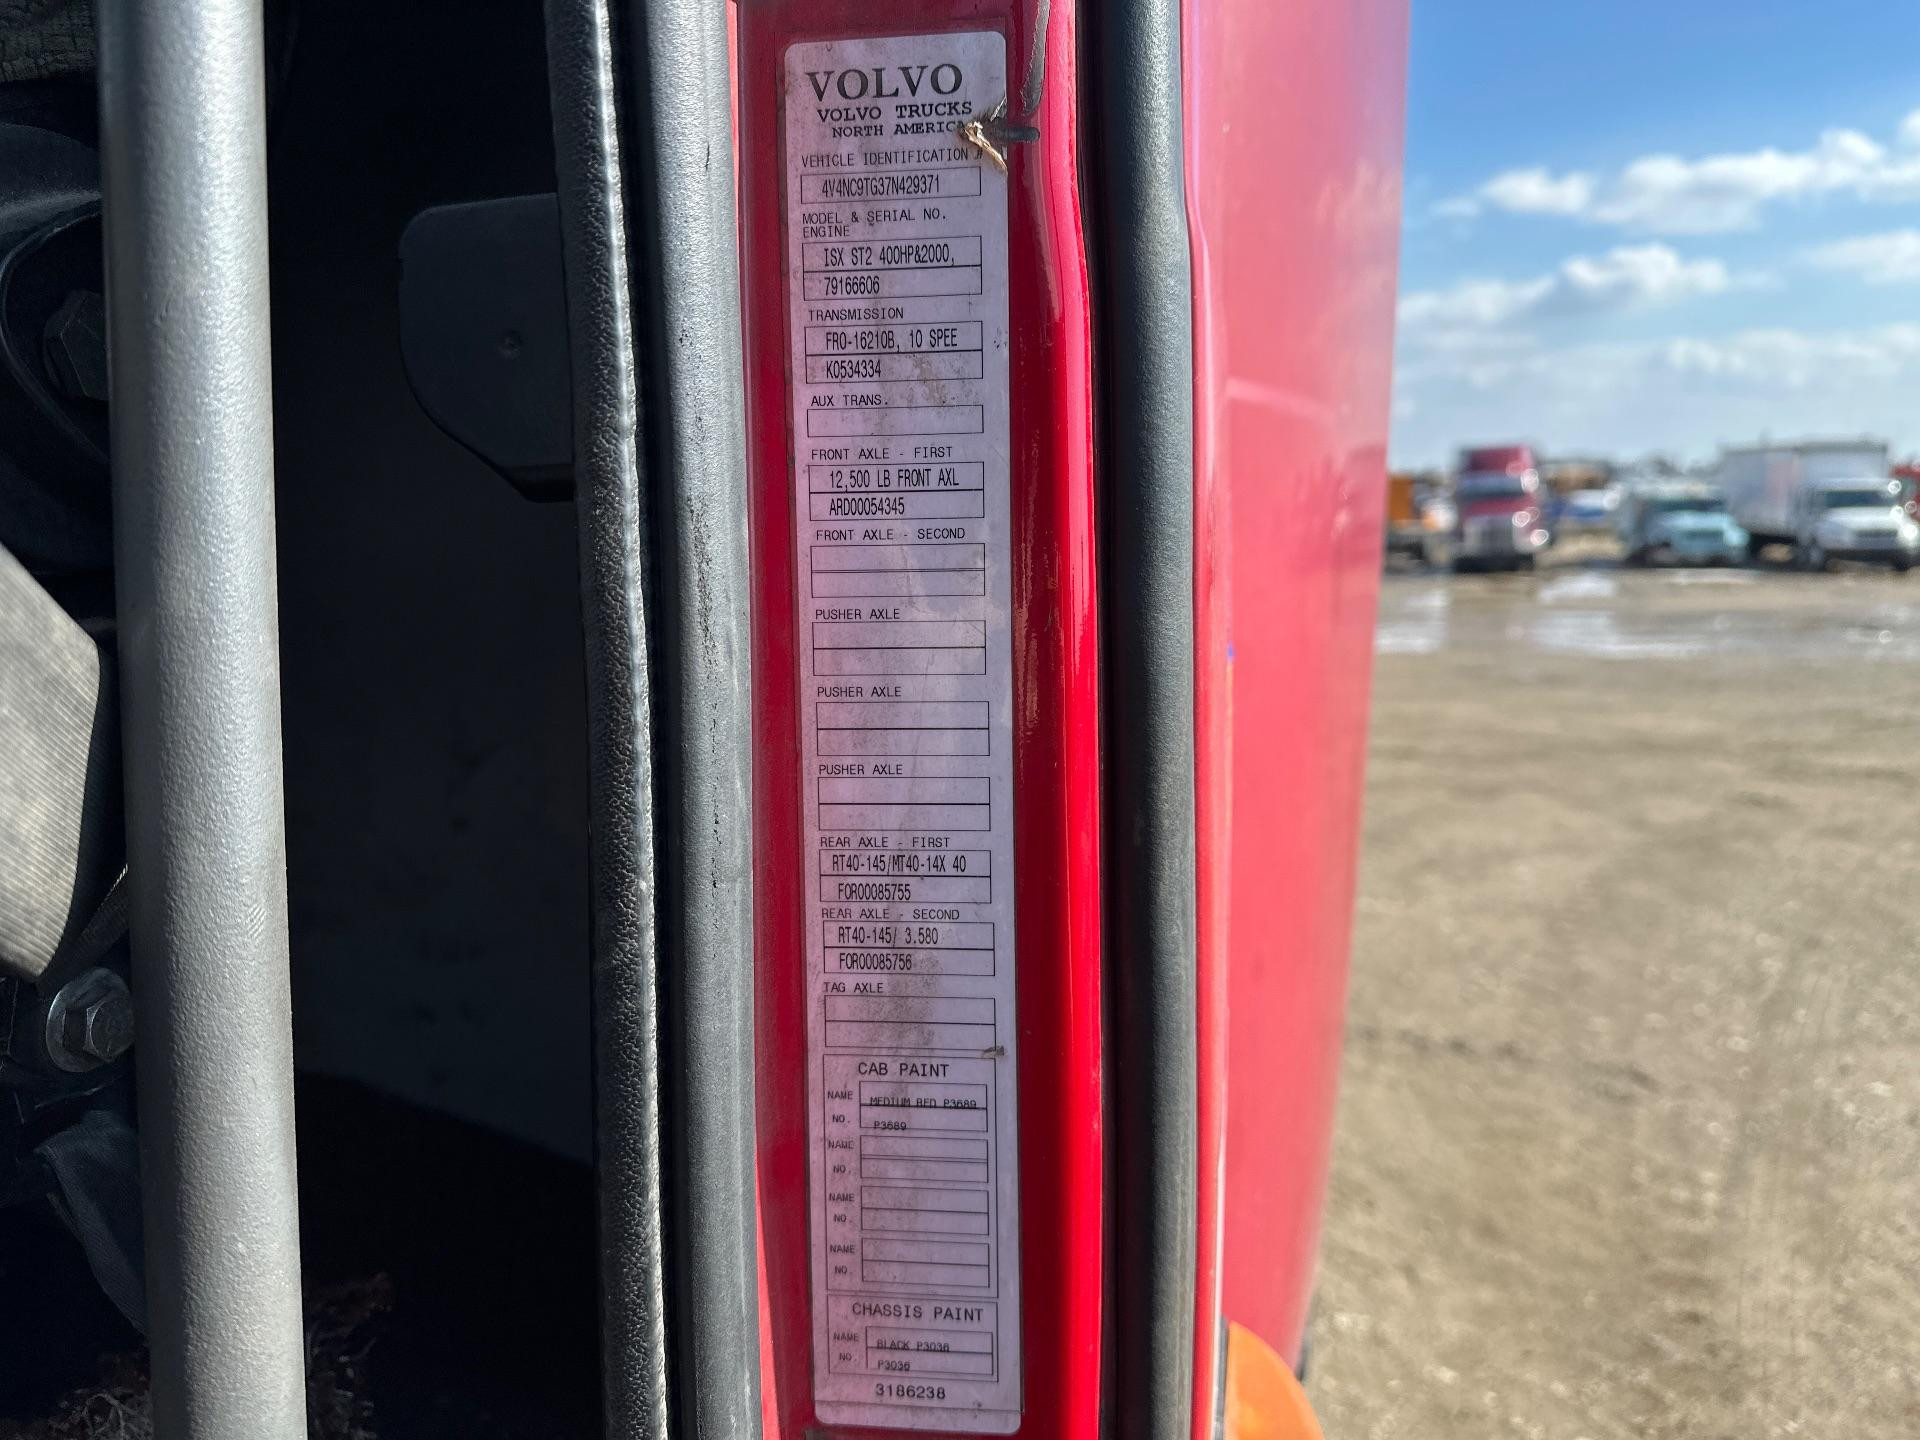 VOLVO
VOLVO TRUCKS
NORTH AMERICA
VEHICLE IDENTIFICATION #
4V4NC9TG37N429371
MODEL & SERIAL NO.
ENGINE
ISX ST2 400HP&2000,
79166606
TRANSMISSION
FRO-16210B, 10 SPEE
K0534334
AUX TRANS.
FRONT AXLE - FIRST
12,500 LB FRONT AXL
ARD00054345
FRONT AXLE - SECOND
PUSHER AXLE
PUSHER AXLE
PUSHER AXLE
REAR AXLE - FIRST
RT40-145/MT40-14X 40
FOR00085755
REAR AXLE - SECOND
RT40-145/ 3.580
FOR00085756
TAG AXLE
CAB PAINT
NAME MEDIUM RED P3689
NO. P3689
NAME
NO.
NAME
NO.
NAME
NO.
CHASSIS PAINT
NAME BLACK P3036
NO. P3036
3186238